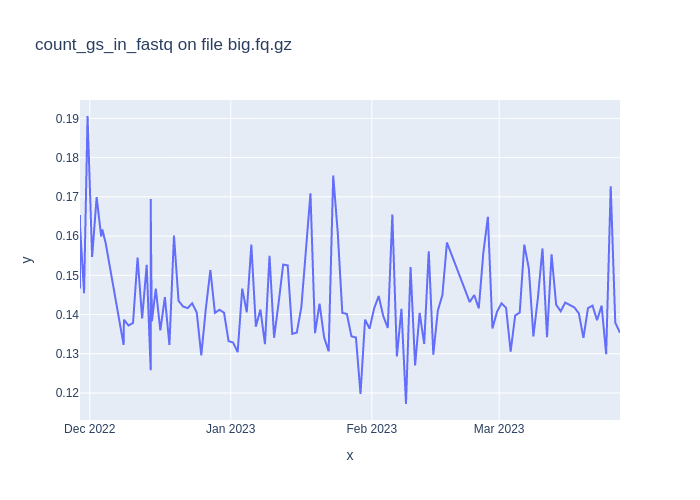 count_gs_in_fastq on file big.fq.gz
0.19
0.18
0.17
0.16
0.15
0.14
0.13
0.12
y
Dec 2022 Jan 2023 Feb 2023 Mar 2023
x